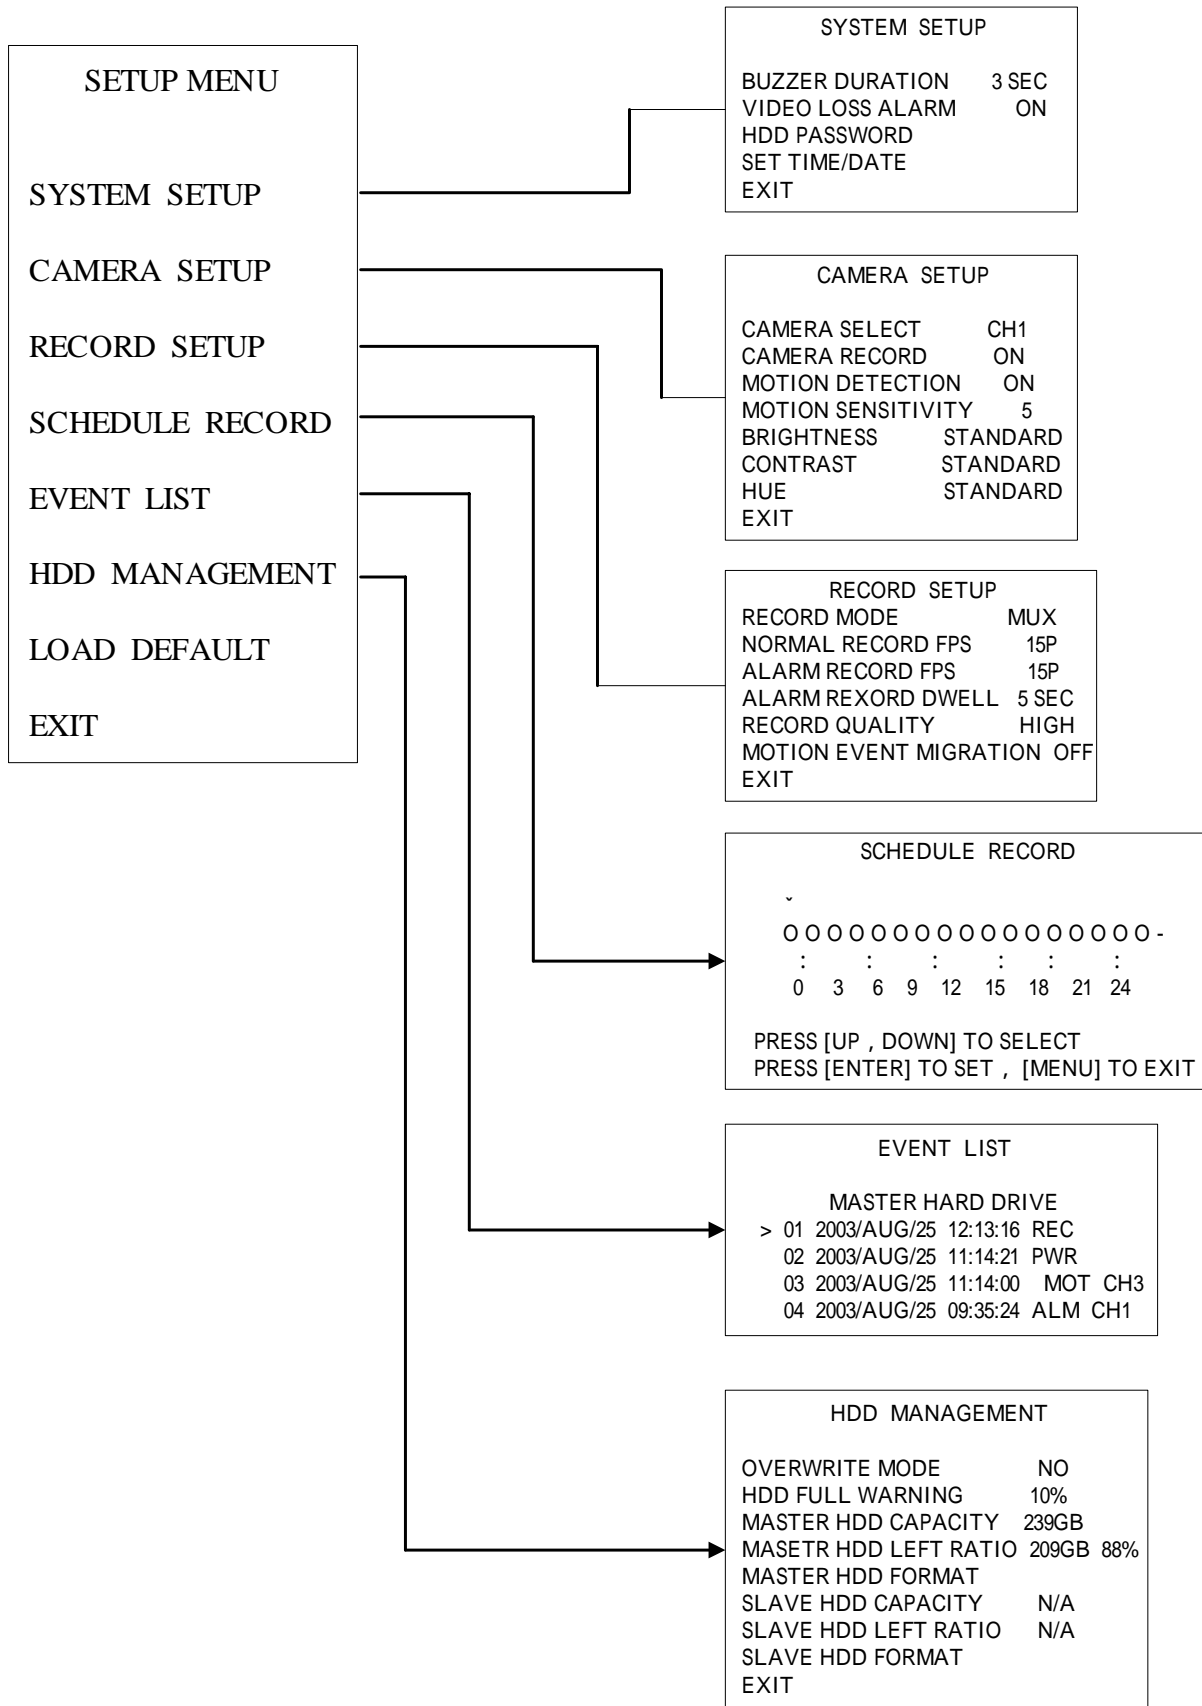 SETUP MENU
SYSTEM SETUP
CAMERA SETUP
RECORD SETUP
SCHEDULE RECORD
EVENT LIST
HDD MANAGEMENT
LOAD DEFAULT
EXIT
SYSTEM SETUP
BUZZER DURATION 3 SEC
VIDEO LOSS ALARM ON
HDD PASSWORD
SET TIME/DATE
EXIT
CAMERA SETUP
CAMERA SELECT CH1
CAMERA RECORD ON
MOTION DETECTION ON
MOTION SENSITIVITY 5
BRIGHTNESS STANDARD
CONTRAST STANDARD
HUE STANDARD
EXIT
RECORD SETUP
RECORD MODE MUX
NORMAL RECORD FPS 15P
ALARM RECORD FPS 15P
ALARM REXORD DWELL 5 SEC
RECORD QUALITY HIGH
MOTION EVENT MIGRATION OFF
EXIT
SCHEDULE RECORD
ˇ
O O O O O O O O O O O O O O O O O -
: : : : : :
0 3 6 9 12 15 18 21 24
PRESS [UP , DOWN] TO SELECT
PRESS [ENTER] TO SET , [MENU] TO EXIT
EVENT LIST
MASTER HARD DRIVE
> 01 2003/AUG/25 12:13:16 REC
02 2003/AUG/25 11:14:21 PWR
03 2003/AUG/25 11:14:00 MOT CH3
04 2003/AUG/25 09:35:24 ALM CH1
HDD MANAGEMENT
OVERWRITE MODE NO
HDD FULL WARNING 10%
MASTER HDD CAPACITY 239GB
MASETR HDD LEFT RATIO 209GB 88%
MASTER HDD FORMAT
SLAVE HDD CAPACITY N/A
SLAVE HDD LEFT RATIO N/A
SLAVE HDD FORMAT
EXIT